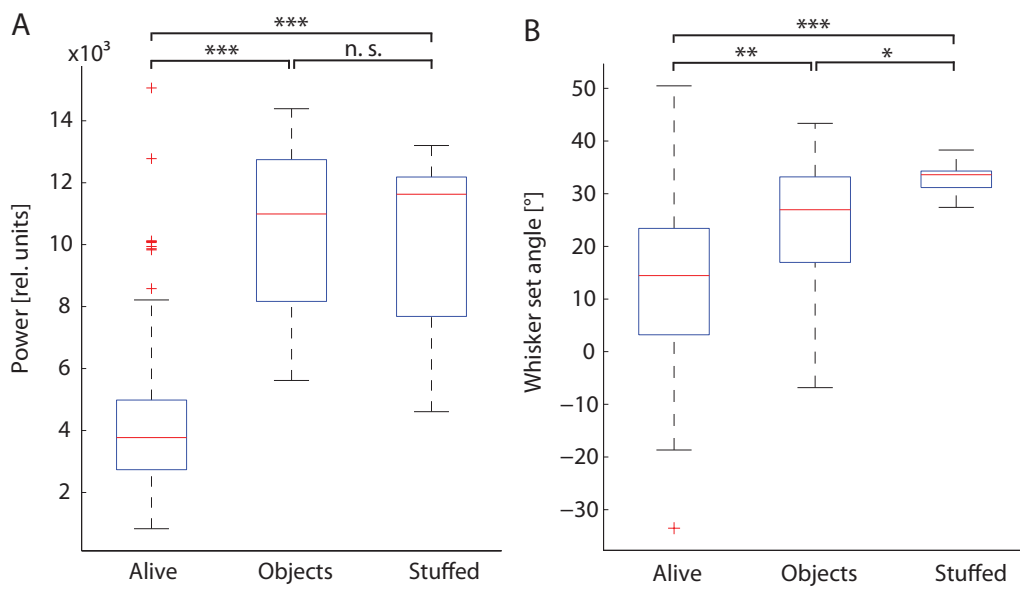 A
×10³
***
***
n. s.
Power [rel. units]
14
12
10
8
6
4
2
Alive
Objects
Stuffed
B
***
**
*
Whisker set angle [°]
50
40
30
20
10
0
−10
−20
−30
Alive
Objects
Stuffed